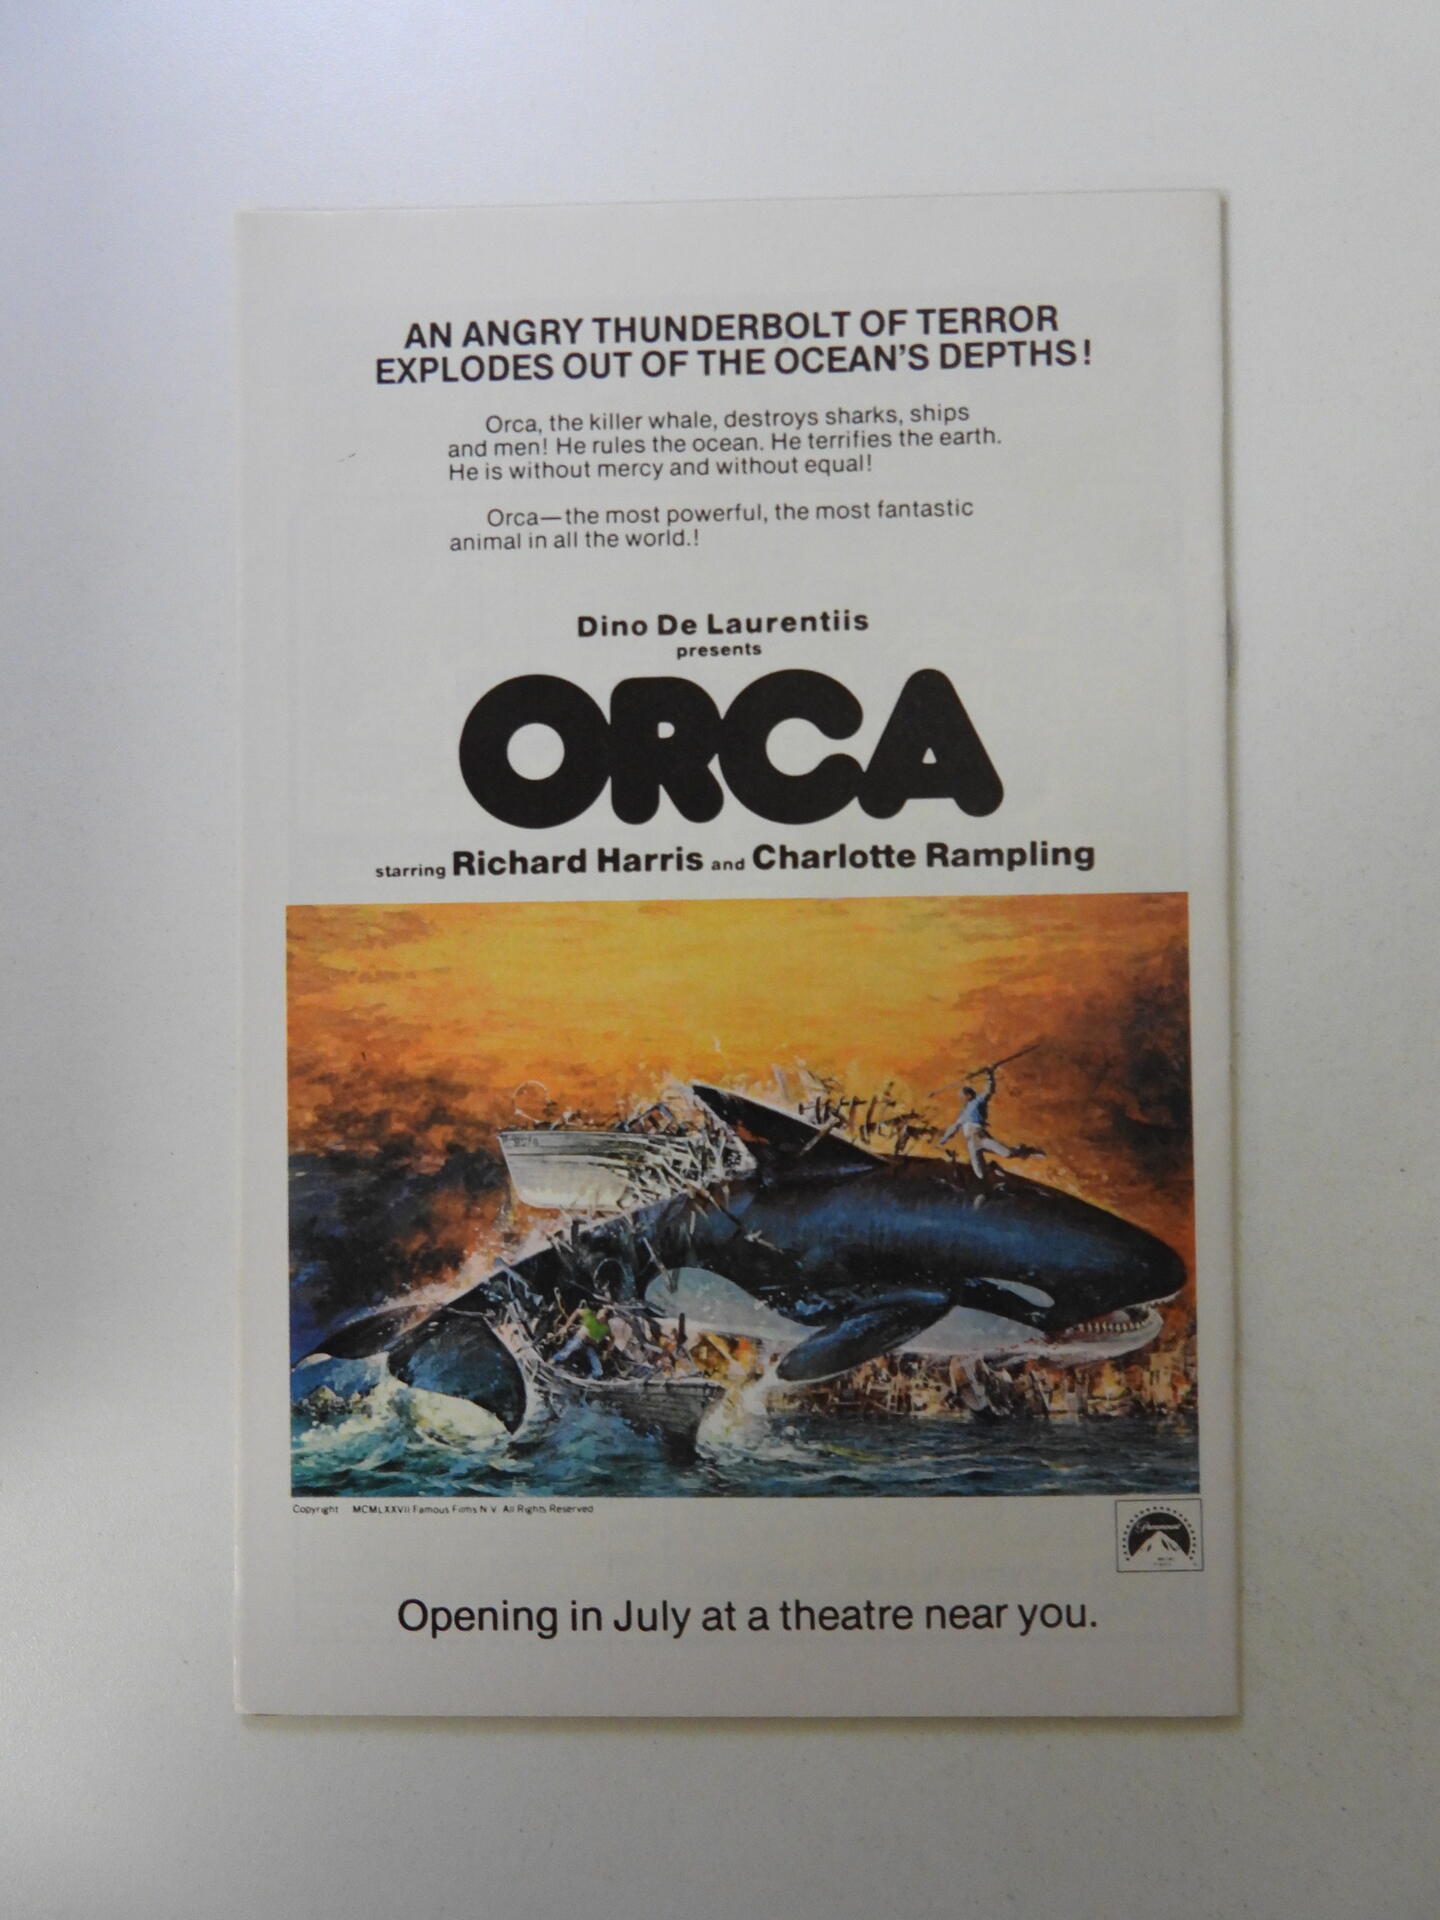 AN ANGRY THUNDERBOLT OF TERROR
EXPLODES OUT OF THE OCEAN'S DEPTHS!
Orca, the killer whale, destroys sharks, ships
and men! He rules the ocean. He terrifies the earth.
He is without mercy and without equal!
Orca—the most powerful, the most fantastic
animal in all the world.!
Dino De Laurentiis
presents
ORCA
starring Richard Harris and Charlotte Rampling
Copyright MCMLXXVII Famous Films N.V. All Rights Reserved
Paramount
Opening in July at a theatre near you.